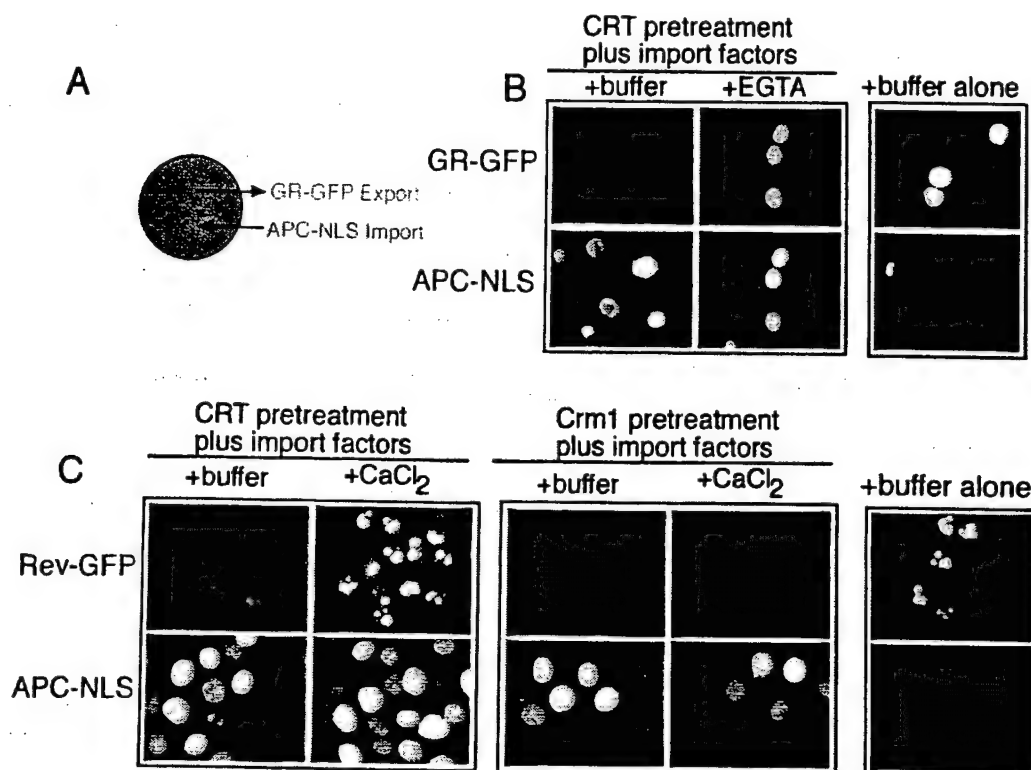 A
GR-GFP Export
APC-NLS Import
B
CRT pretreatment
plus import factors
+buffer
+EGTA
+buffer alone
GR-GFP
APC-NLS
C
CRT pretreatment
plus import factors
+buffer
+CaCl2
Crm1 pretreatment
plus import factors
+buffer
+CaCl2
+buffer alone
Rev-GFP
APC-NLS